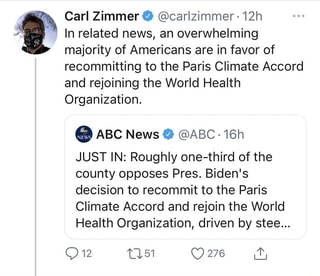 Carl Zimmer @carlzimmer · 12h
In related news, an overwhelming
majority of Americans are in favor of
recommitting to the Paris Climate Accord
and rejoining the World Health
Organization.
abc NEWS ABC News @ABC · 16h
JUST IN: Roughly one-third of the
county opposes Pres. Biden's
decision to recommit to the Paris
Climate Accord and rejoin the World
Health Organization, driven by stee...
12 51 276